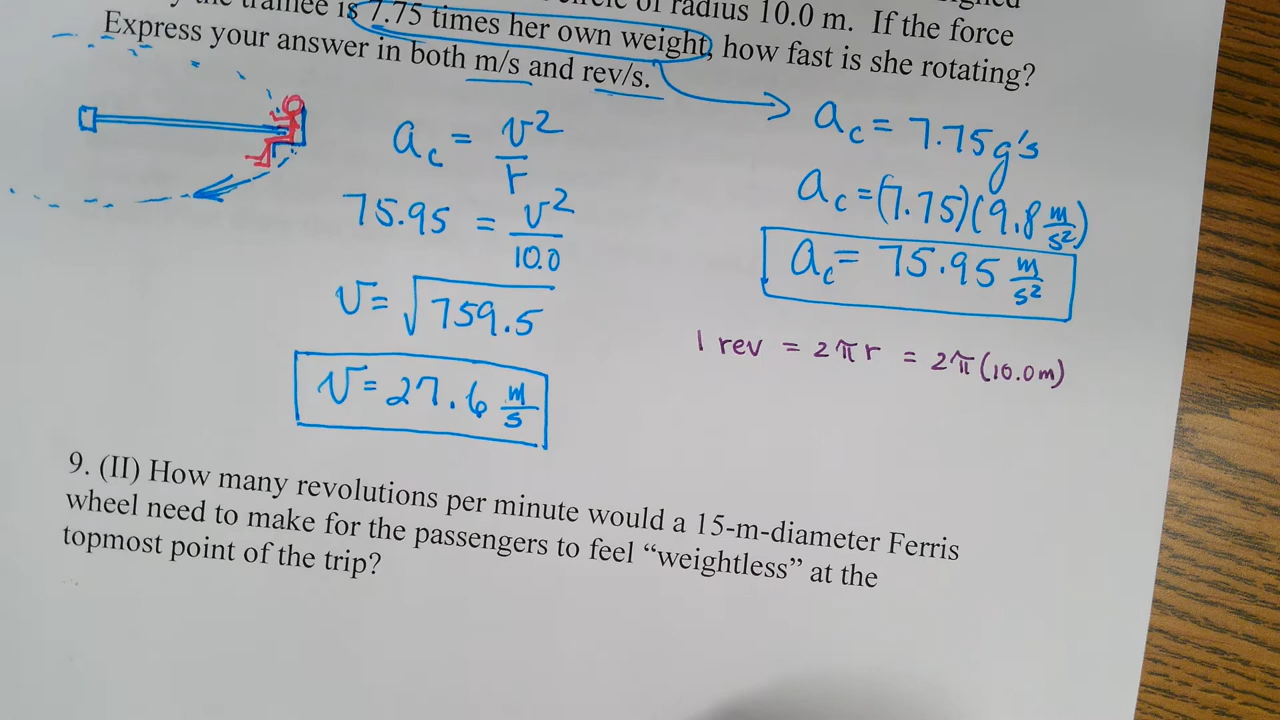 the trainee is 7.75 times her own weight, how fast is she rotating?
of radius 10.0 m. If the force
Express your answer in both m/s and rev/s.
a_c = v²/r
75.95 = v²/10.0
v = √759.5
v = 27.6 m/s
a_c = 7.75 g's
a_c = (7.75)(9.8 m/s²)
a_c = 75.95 m/s²
1 rev = 2πr = 2π(10.0m)
9. (II) How many revolutions per minute would a 15-m-diameter Ferris
wheel need to make for the passengers to feel “weightless” at the
topmost point of the trip?